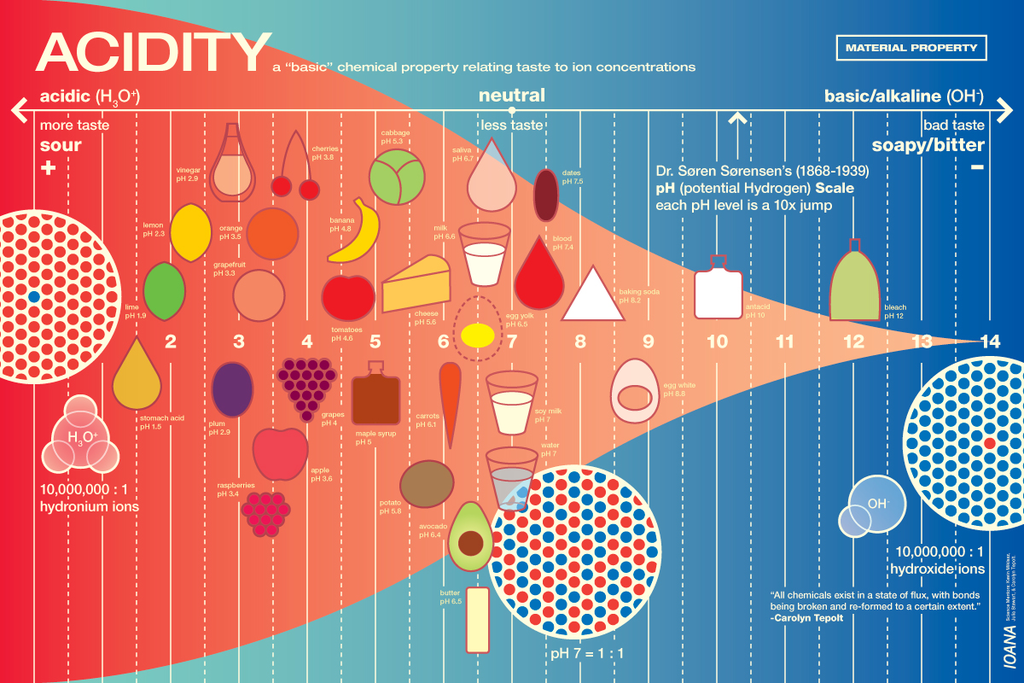 ACIDITY a “basic” chemical property relating taste to ion concentrations
MATERIAL PROPERTY
acidic (H₃O⁺)
neutral
basic/alkaline (OH⁻)
more taste
sour
+
less taste
bad taste
soapy/bitter
–
Dr. Søren Sørensen's (1868-1939)
pH (potential Hydrogen) Scale
each pH level is a 10x jump
vinegar
pH 2.9
cherries
pH 3.8
cabbage
pH 5.3
saliva
pH 6.7
dates
pH 7.5
lemon
pH 2.3
orange
pH 3.5
banana
pH 4.8
milk
pH 6.6
blood
pH 7.4
grapefruit
pH 3.3
lime
pH 1.9
tomatoes
pH 4.6
cheese
pH 5.6
egg yolk
pH 6.5
baking soda
pH 8.2
antacid
pH 10
bleach
pH 12
2 3 4 5 6 7 8 9 10 11 12 13 14
stomach acid
pH 1.5
plum
pH 2.9
grapes
pH 4
maple syrup
pH 5
carrots
pH 6.1
soy milk
pH 7
egg white
pH 8.8
apple
pH 3.6
water
pH 7
raspberries
pH 3.4
potato
pH 5.8
avocado
pH 6.4
butter
pH 6.5
H₃O⁺
10,000,000 : 1
hydronium ions
pH 7 = 1 : 1
OH⁻
10,000,000 : 1
hydroxide ions
“All chemicals exist in a state of flux, with bonds
being broken and re-formed to a certain extent.”
-Carolyn Tepolt
IOANA